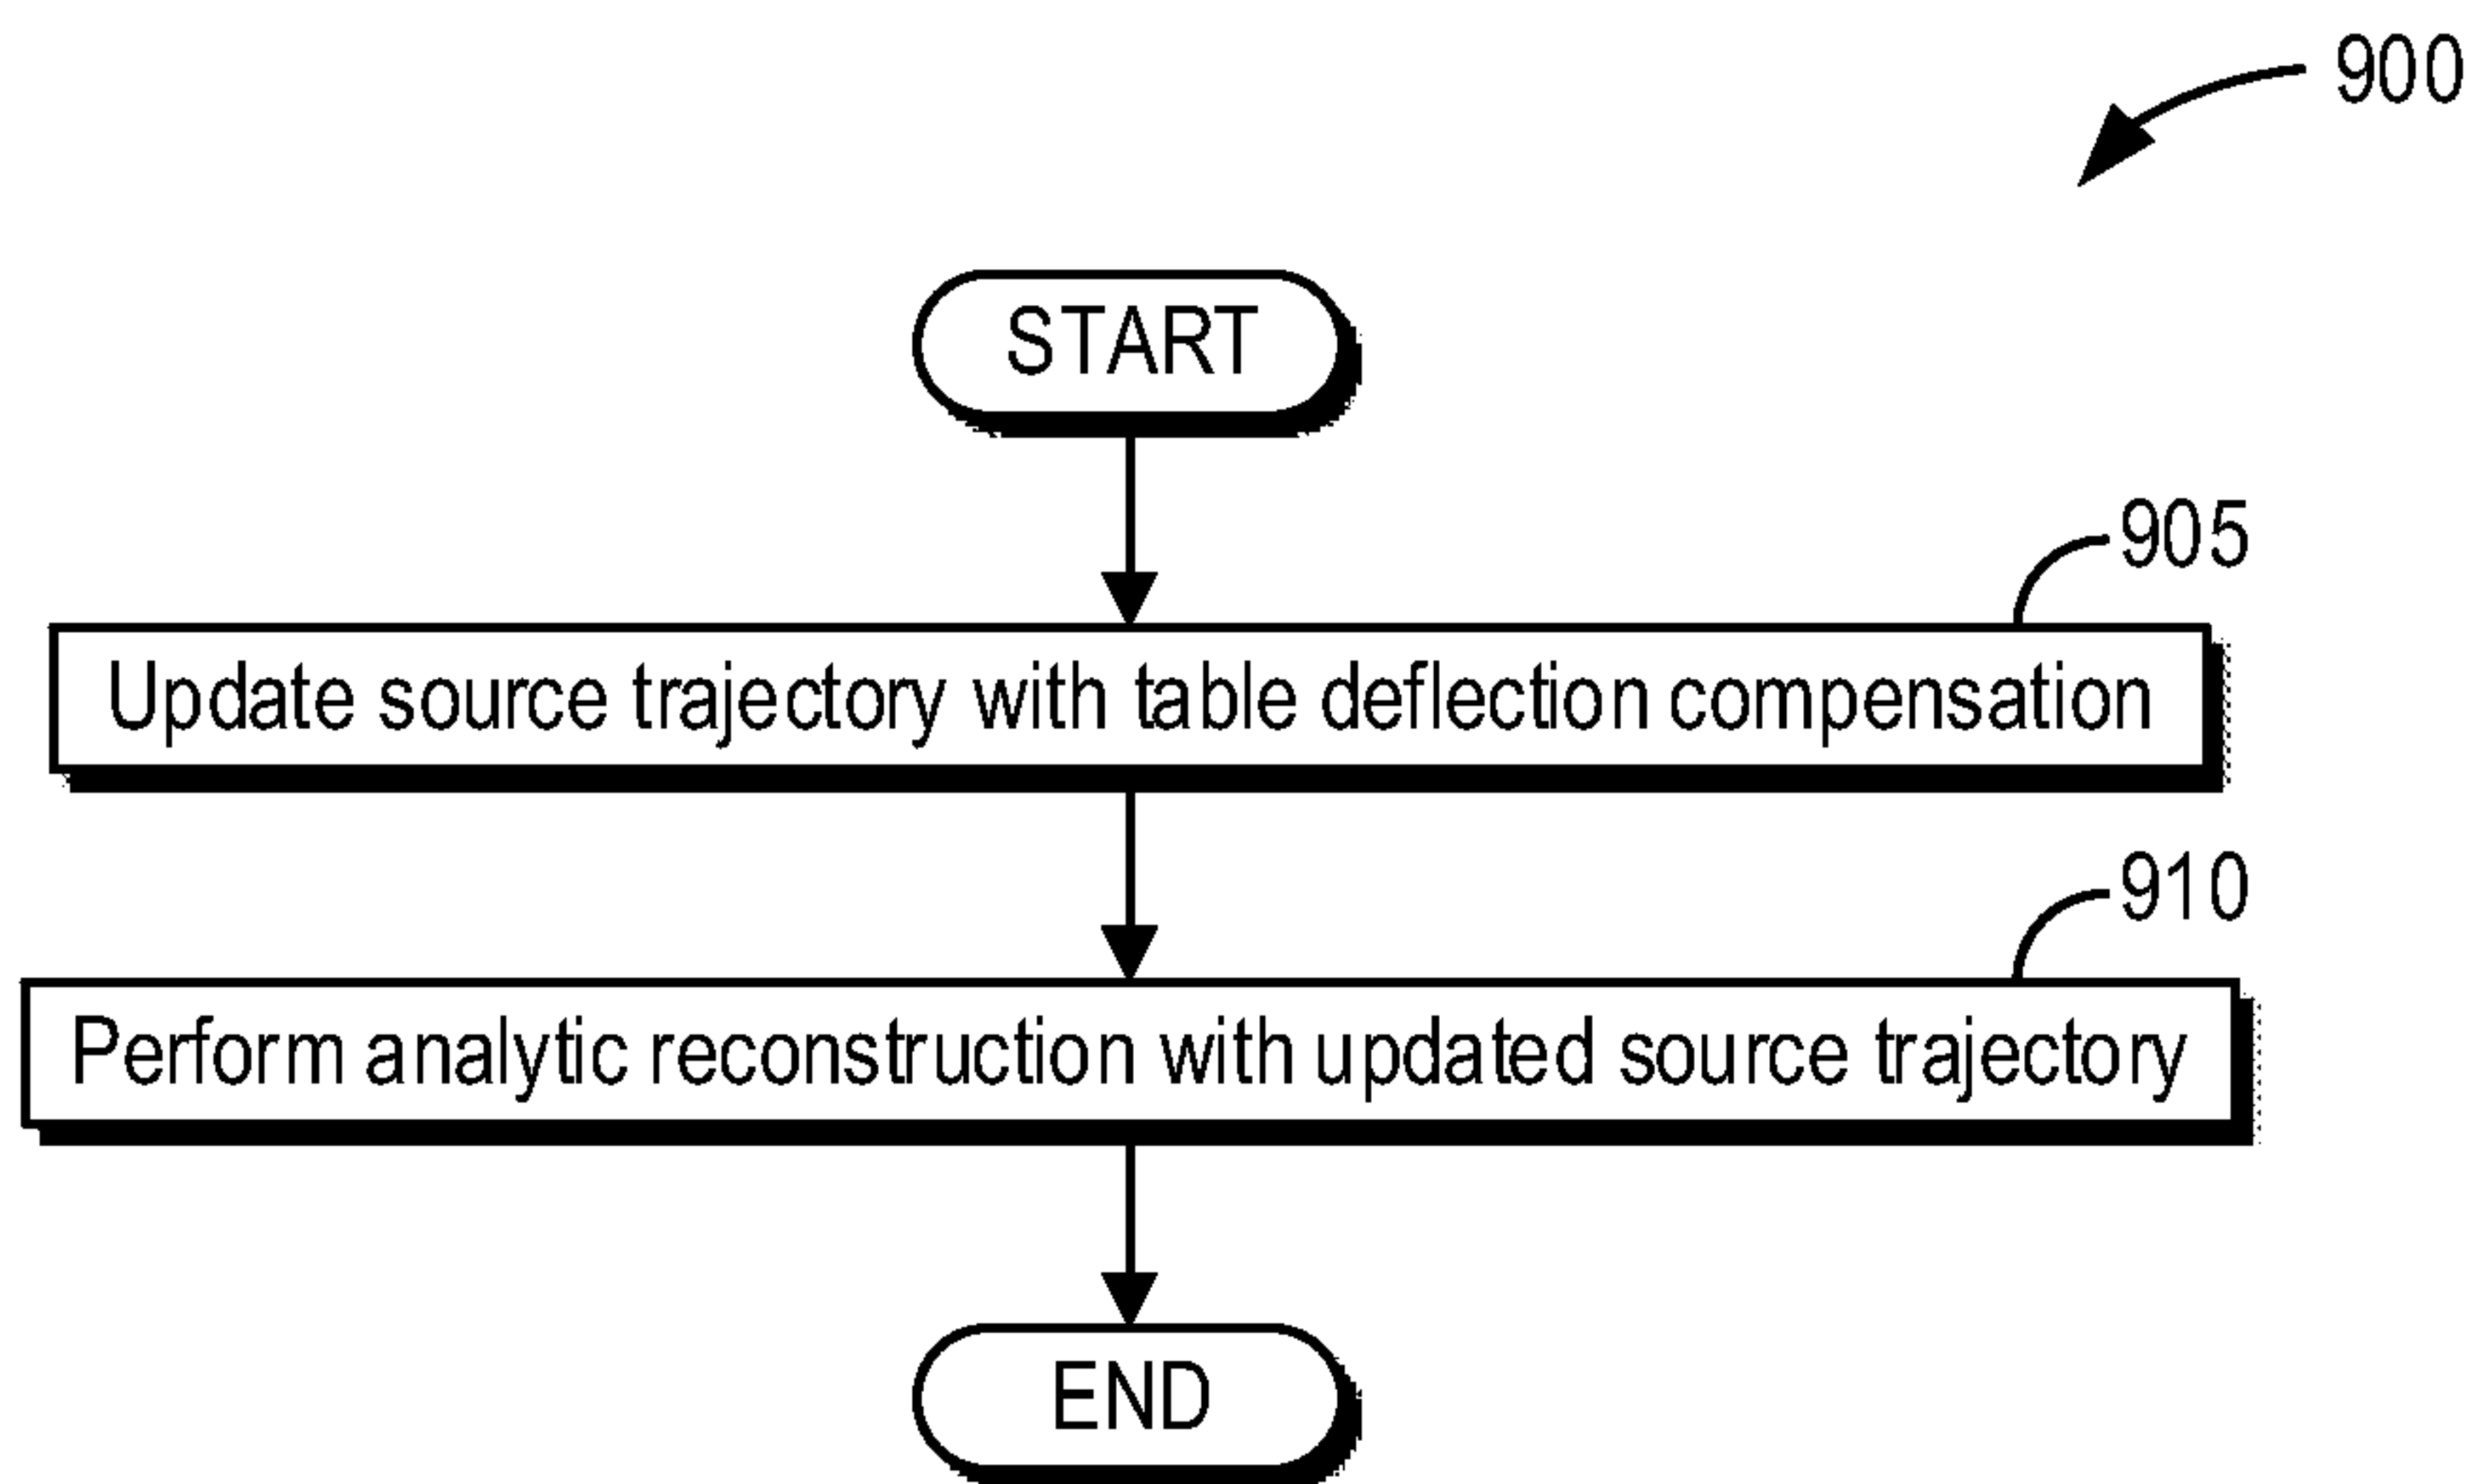 900
START
905
Update source trajectory with table deflection compensation
910
Perform analytic reconstruction with updated source trajectory
END